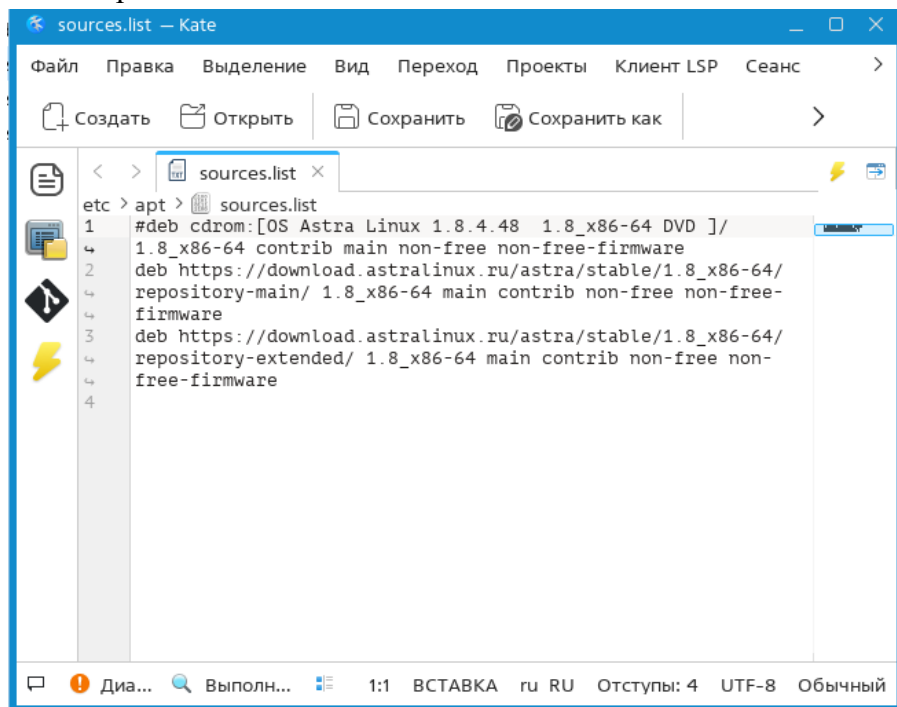 sources.list — Kate
Файл Правка Выделение Вид Переход Проекты Клиент LSP Сеанс >
Создать Открыть Сохранить Сохранить как >
< > sources.list ×
etc > apt > sources.list
1 #deb cdrom:[OS Astra Linux 1.8.4.48  1.8_x86-64 DVD ]/
↪ 1.8_x86-64 contrib main non-free non-free-firmware
2 deb https://download.astralinux.ru/astra/stable/1.8_x86-64/
↪ repository-main/ 1.8_x86-64 main contrib non-free non-free-
↪ firmware
3 deb https://download.astralinux.ru/astra/stable/1.8_x86-64/
↪ repository-extended/ 1.8_x86-64 main contrib non-free non-
↪ free-firmware
4
Диа... Выполн... 1:1 ВСТАВКА ru RU Отступы: 4 UTF-8 Обычный